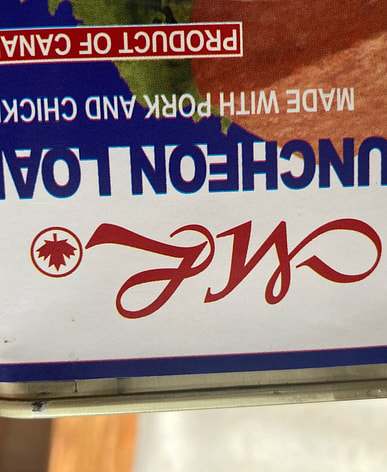 ML
UNCHEON LOA
MADE WITH PORK AND CHICK
PRODUCT OF CANA